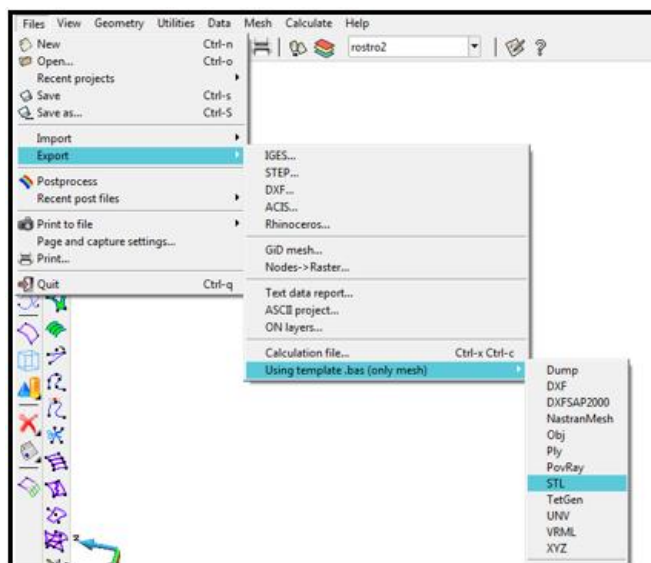 Files View Geometry Utilities Data Mesh Calculate Help
New Ctrl-n
Open... Ctrl-o
Recent projects
Save Ctrl-s
Save as... Ctrl-S
Import
Export
Postprocess
Recent post files
Print to file
Page and capture settings...
Print...
Quit Ctrl-q
rostro2
IGES...
STEP...
DXF...
ACIS...
Rhinoceros...
GiD mesh...
Nodes->Raster...
Text data report...
ASCII project...
ON layers...
Calculation file... Ctrl-x Ctrl-c
Using template .bas (only mesh)
Dump
DXF
DXFSAP2000
NastranMesh
Obj
Ply
PovRay
STL
TetGen
UNV
VRML
XYZ
z